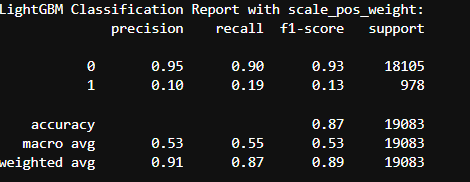 LightGBM Classification Report with scale_pos_weight:
precision recall f1-score support
0 0.95 0.90 0.93 18105
1 0.10 0.19 0.13 978
accuracy 0.87 19083
macro avg 0.53 0.55 0.53 19083
weighted avg 0.91 0.87 0.89 19083